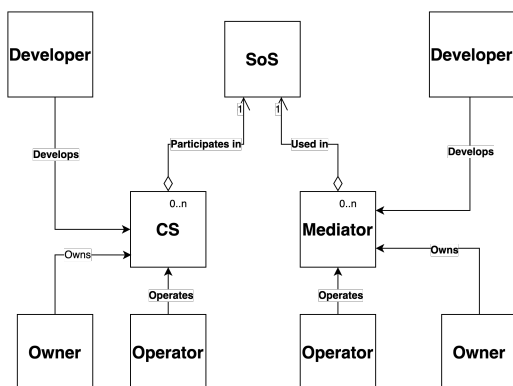 Developer
SoS
Developer
1
1
Participates in
Used in
Develops
Develops
0..n
0..n
CS
Mediator
Owns
Owns
Operates
Operates
Owner
Operator
Operator
Owner